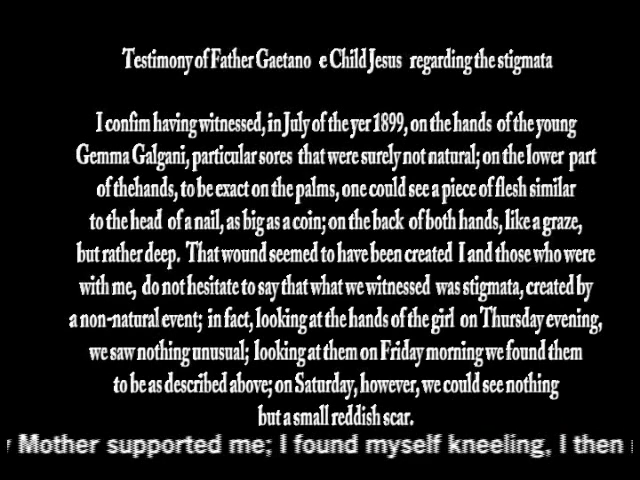 Testimony of Father Gaetano e Child Jesus regarding the stigmata
I confim having witnessed, in July of the yer 1899, on the hands of the young
Gemma Galgani, particular sores that were surely not natural; on the lower part
of thehands, to be exact on the palms, one could see a piece of flesh similar
to the head of a nail, as big as a coin; on the back of both hands, like a graze,
but rather deep. That wound seemed to have been created I and those who were
with me, do not hesitate to say that what we witnessed was stigmata, created by
a non-natural event; in fact, looking at the hands of the girl on Thursday evening,
we saw nothing unusual; looking at them on Friday morning we found them
to be as described above; on Saturday, however, we could see nothing
but a small reddish scar.
Mother supported me; I found myself kneeling, I then